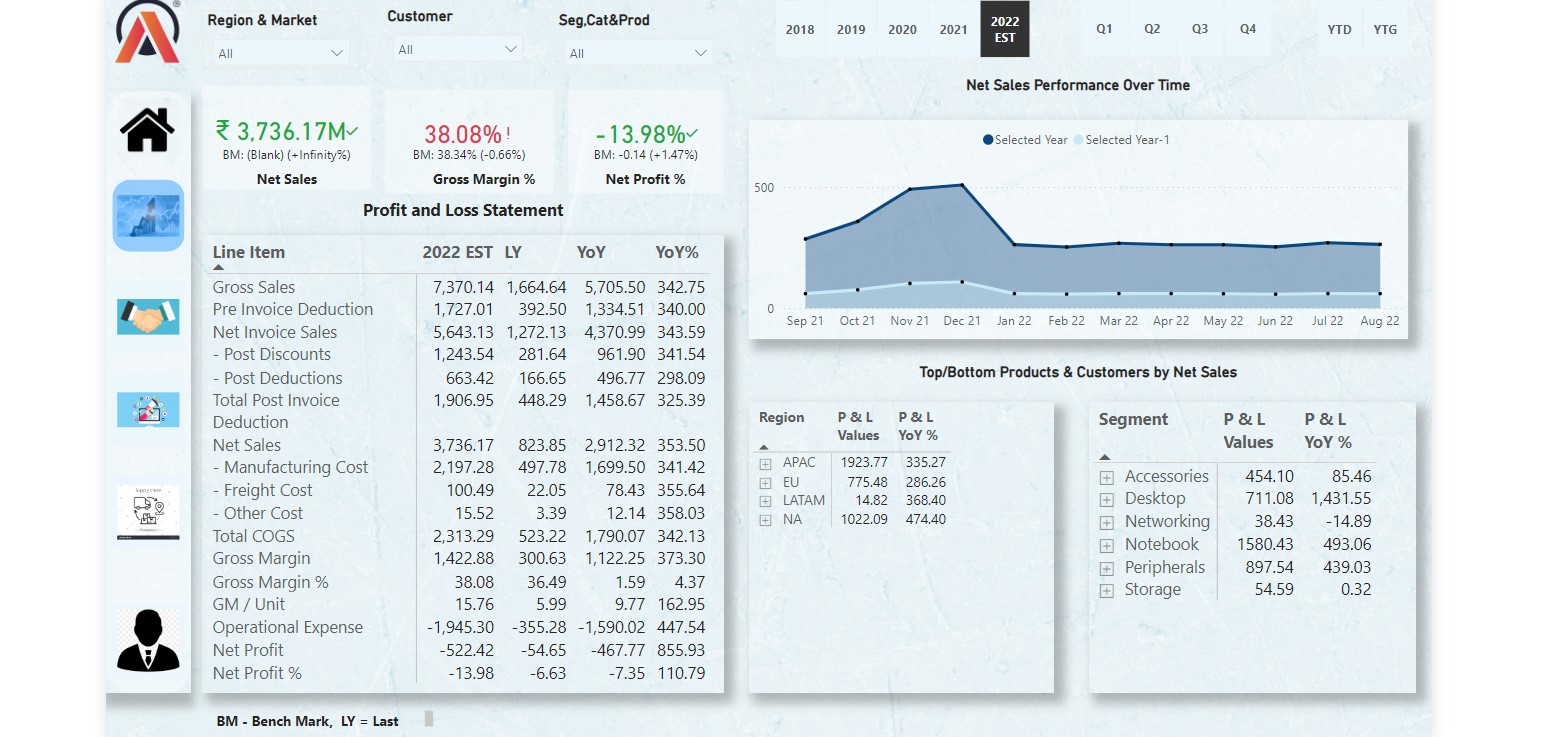 Region & Market
Customer
Seg,Cat&Prod
All
All
All
2018 2019 2020 2021 2022 EST
Q1 Q2 Q3 Q4
YTD YTG
₹ 3,736.17M
BM: (Blank) (+Infinity%)
Net Sales
38.08% !
BM: 38.34% (-0.66%)
Gross Margin %
-13.98%
BM: -0.14 (+1.47%)
Net Profit %
Profit and Loss Statement
Line Item 2022 EST LY YoY YoY%
Gross Sales 7,370.14 1,664.64 5,705.50 342.75
Pre Invoice Deduction 1,727.01 392.50 1,334.51 340.00
Net Invoice Sales 5,643.13 1,272.13 4,370.99 343.59
- Post Discounts 1,243.54 281.64 961.90 341.54
- Post Deductions 663.42 166.65 496.77 298.09
Total Post Invoice 1,906.95 448.29 1,458.67 325.39
Deduction
Net Sales 3,736.17 823.85 2,912.32 353.50
- Manufacturing Cost 2,197.28 497.78 1,699.50 341.42
- Freight Cost 100.49 22.05 78.43 355.64
- Other Cost 15.52 3.39 12.14 358.03
Total COGS 2,313.29 523.22 1,790.07 342.13
Gross Margin 1,422.88 300.63 1,122.25 373.30
Gross Margin % 38.08 36.49 1.59 4.37
GM / Unit 15.76 5.99 9.77 162.95
Operational Expense -1,945.30 -355.28 -1,590.02 447.54
Net Profit -522.42 -54.65 -467.77 855.93
Net Profit % -13.98 -6.63 -7.35 110.79
BM - Bench Mark, LY = Last
Net Sales Performance Over Time
Selected Year Selected Year-1
500
0
Sep 21 Oct 21 Nov 21 Dec 21 Jan 22 Feb 22 Mar 22 Apr 22 May 22 Jun 22 Jul 22 Aug 22
Top/Bottom Products & Customers by Net Sales
Region P & L P & L
Values YoY %
APAC 1923.77 335.27
EU 775.48 286.26
LATAM 14.82 368.40
NA 1022.09 474.40
Segment P & L P & L
Values YoY %
Accessories 454.10 85.46
Desktop 711.08 1,431.55
Networking 38.43 -14.89
Notebook 1580.43 493.06
Peripherals 897.54 439.03
Storage 54.59 0.32